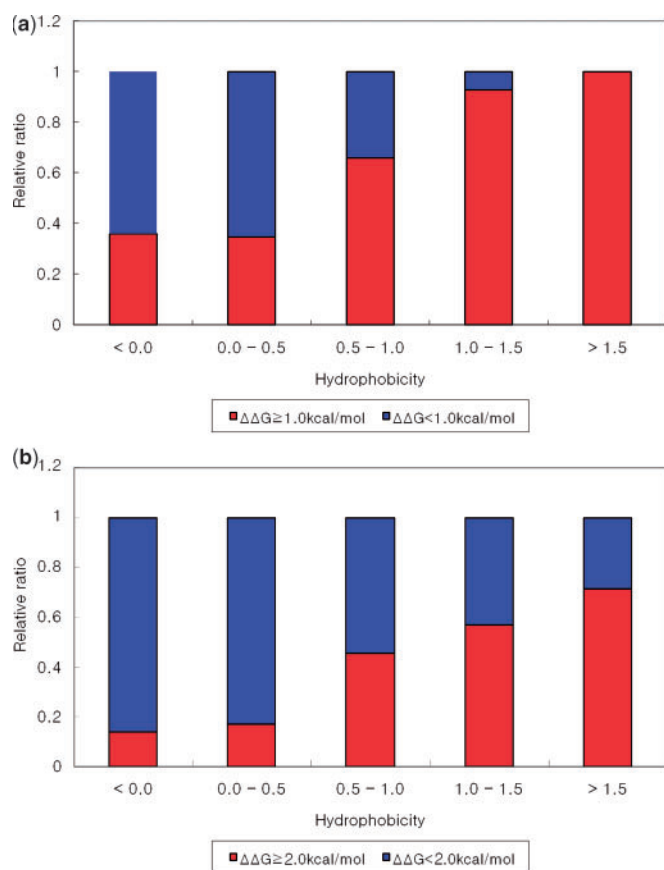 (a)
1.2
1
0.8
0.6
0.4
0.2
0
Relative ratio
< 0.0 0.0 – 0.5 0.5 – 1.0 1.0 – 1.5 > 1.5
Hydrophobicity
ΔΔG≥1.0kcal/mol ΔΔG<1.0kcal/mol
(b)
1.2
1
0.8
0.6
0.4
0.2
0
Relative ratio
< 0.0 0.0 – 0.5 0.5 – 1.0 1.0 – 1.5 > 1.5
Hydrophobicity
ΔΔG≥2.0kcal/mol ΔΔG<2.0kcal/mol